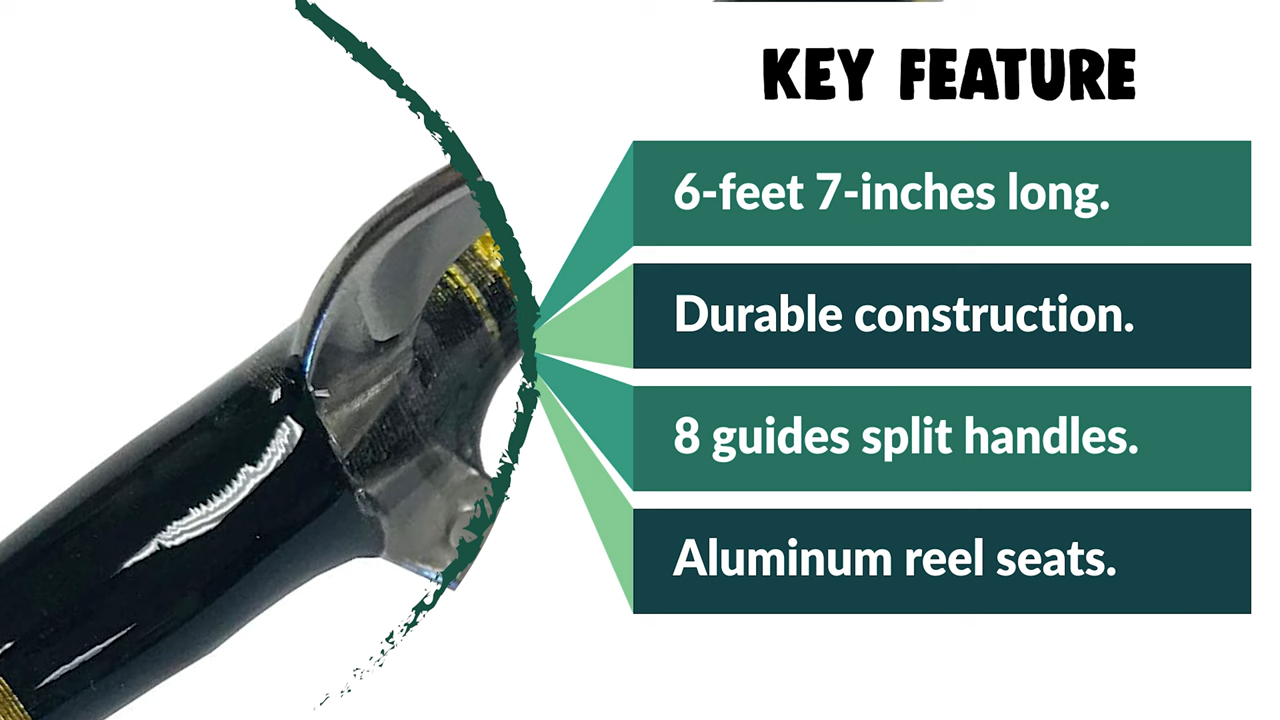 KEY FEATURE
6-feet 7-inches long.
Durable construction.
8 guides split handles.
Aluminum reel seats.